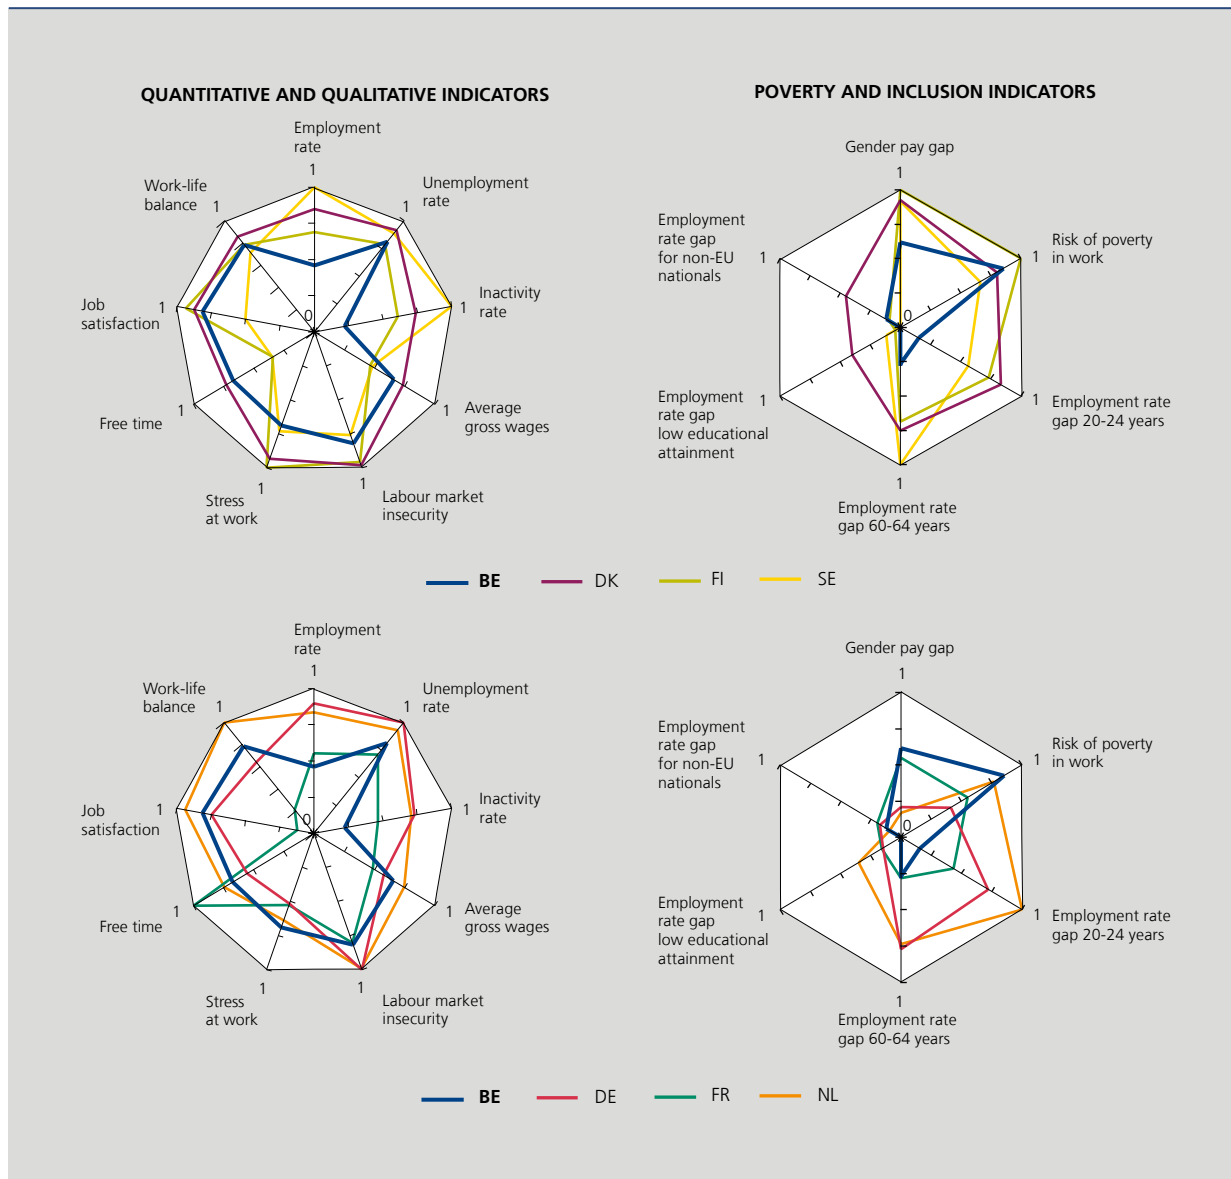 QUANTITATIVE AND QUALITATIVE INDICATORS
Employment
rate
1
Unemployment
rate
1
Inactivity
rate
1
Average
gross wages
1
Labour market
insecurity
1
Stress
at work
1
Free time
1
Job
satisfaction
1
Work-life
balance
1
0
POVERTY AND INCLUSION INDICATORS
Gender pay gap
1
Risk of poverty
in work
1
Employment rate
gap 20-24 years
1
Employment rate
gap 60-64 years
1
Employment
rate gap
low educational
attainment
1
Employment
rate gap
for non-EU
nationals
1
0
BE
DK
FI
SE
Employment
rate
1
Unemployment
rate
1
Inactivity
rate
1
Average
gross wages
1
Labour market
insecurity
1
Stress
at work
1
Free time
1
Job
satisfaction
1
Work-life
balance
1
0
Gender pay gap
1
Risk of poverty
in work
1
Employment rate
gap 20-24 years
1
Employment rate
gap 60-64 years
1
Employment
rate gap
low educational
attainment
1
Employment
rate gap
for non-EU
nationals
1
0
BE
DE
FR
NL